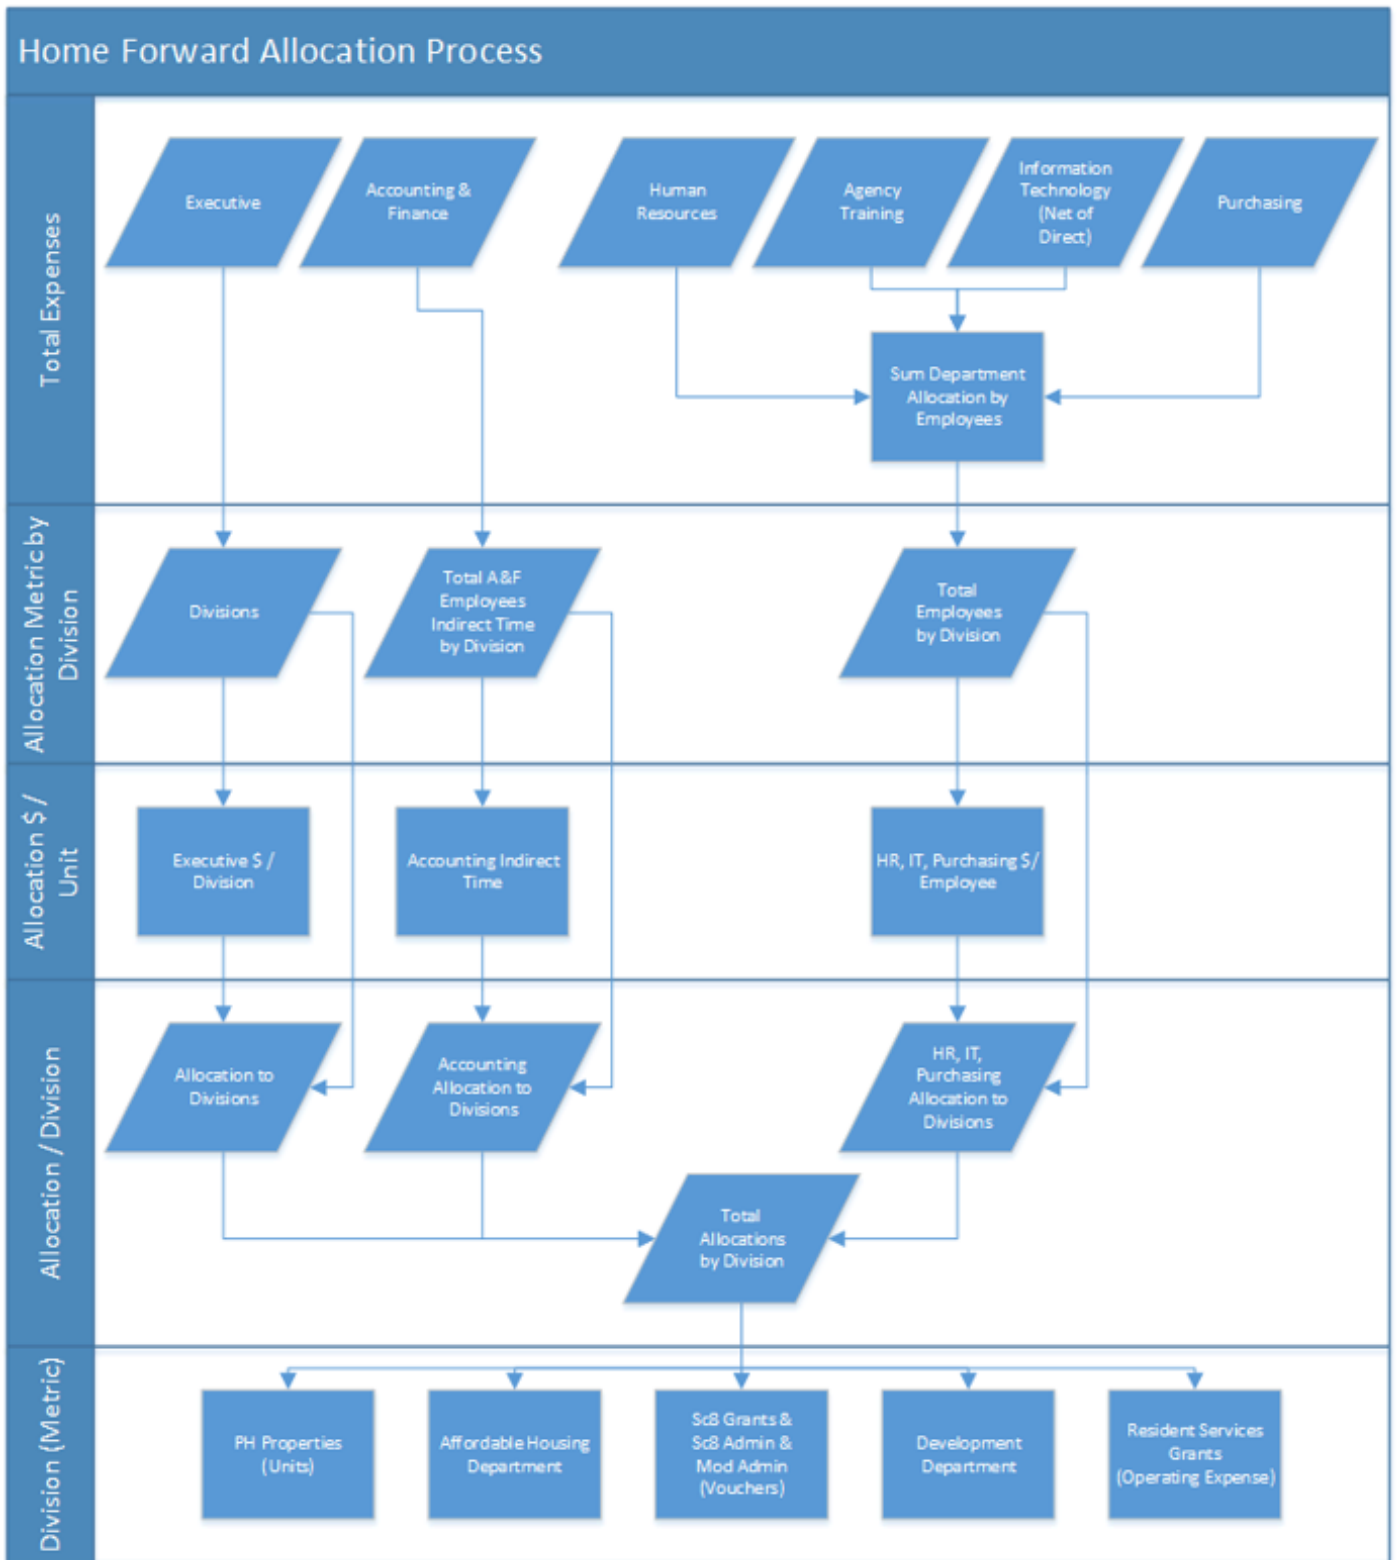 Home Forward Allocation Process
Total Expenses
Executive
Accounting &
Finance
Human
Resources
Agency
Training
Information
Technology
(Net of
Direct)
Purchasing
Sum Department
Allocation by
Employees
Allocation Metric by
Division
Divisions
Total A&F
Employees
Indirect Time
by Division
Total
Employees
by Division
Allocation $ /
Unit
Executive $ /
Division
Accounting Indirect
Time
HR, IT, Purchasing $/
Employee
Allocation / Division
Allocation to
Divisions
Accounting
Allocation to
Divisions
HR, IT,
Purchasing
Allocation to
Divisions
Total
Allocations
by Division
Division (Metric)
PH Properties
(Units)
Affordable Housing
Department
Sc8 Grants &
Sc8 Admin &
Mod Admin
(Vouchers)
Development
Department
Resident Services
Grants
(Operating Expense)